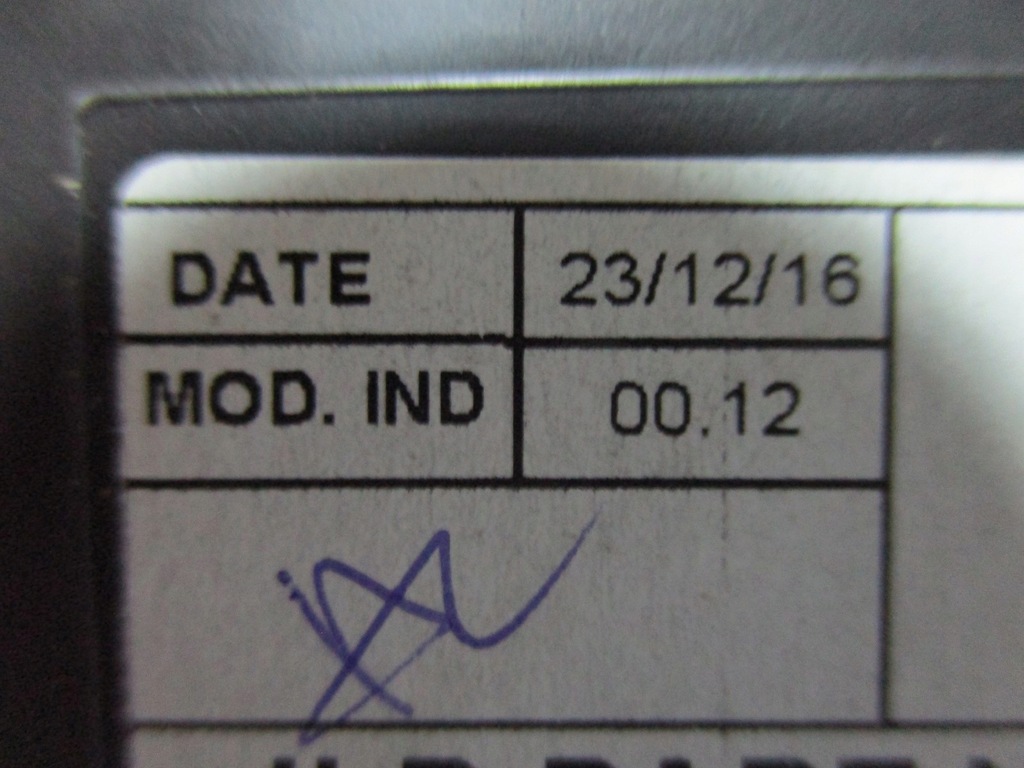 DATE 23/12/16
MOD. IND 00.12